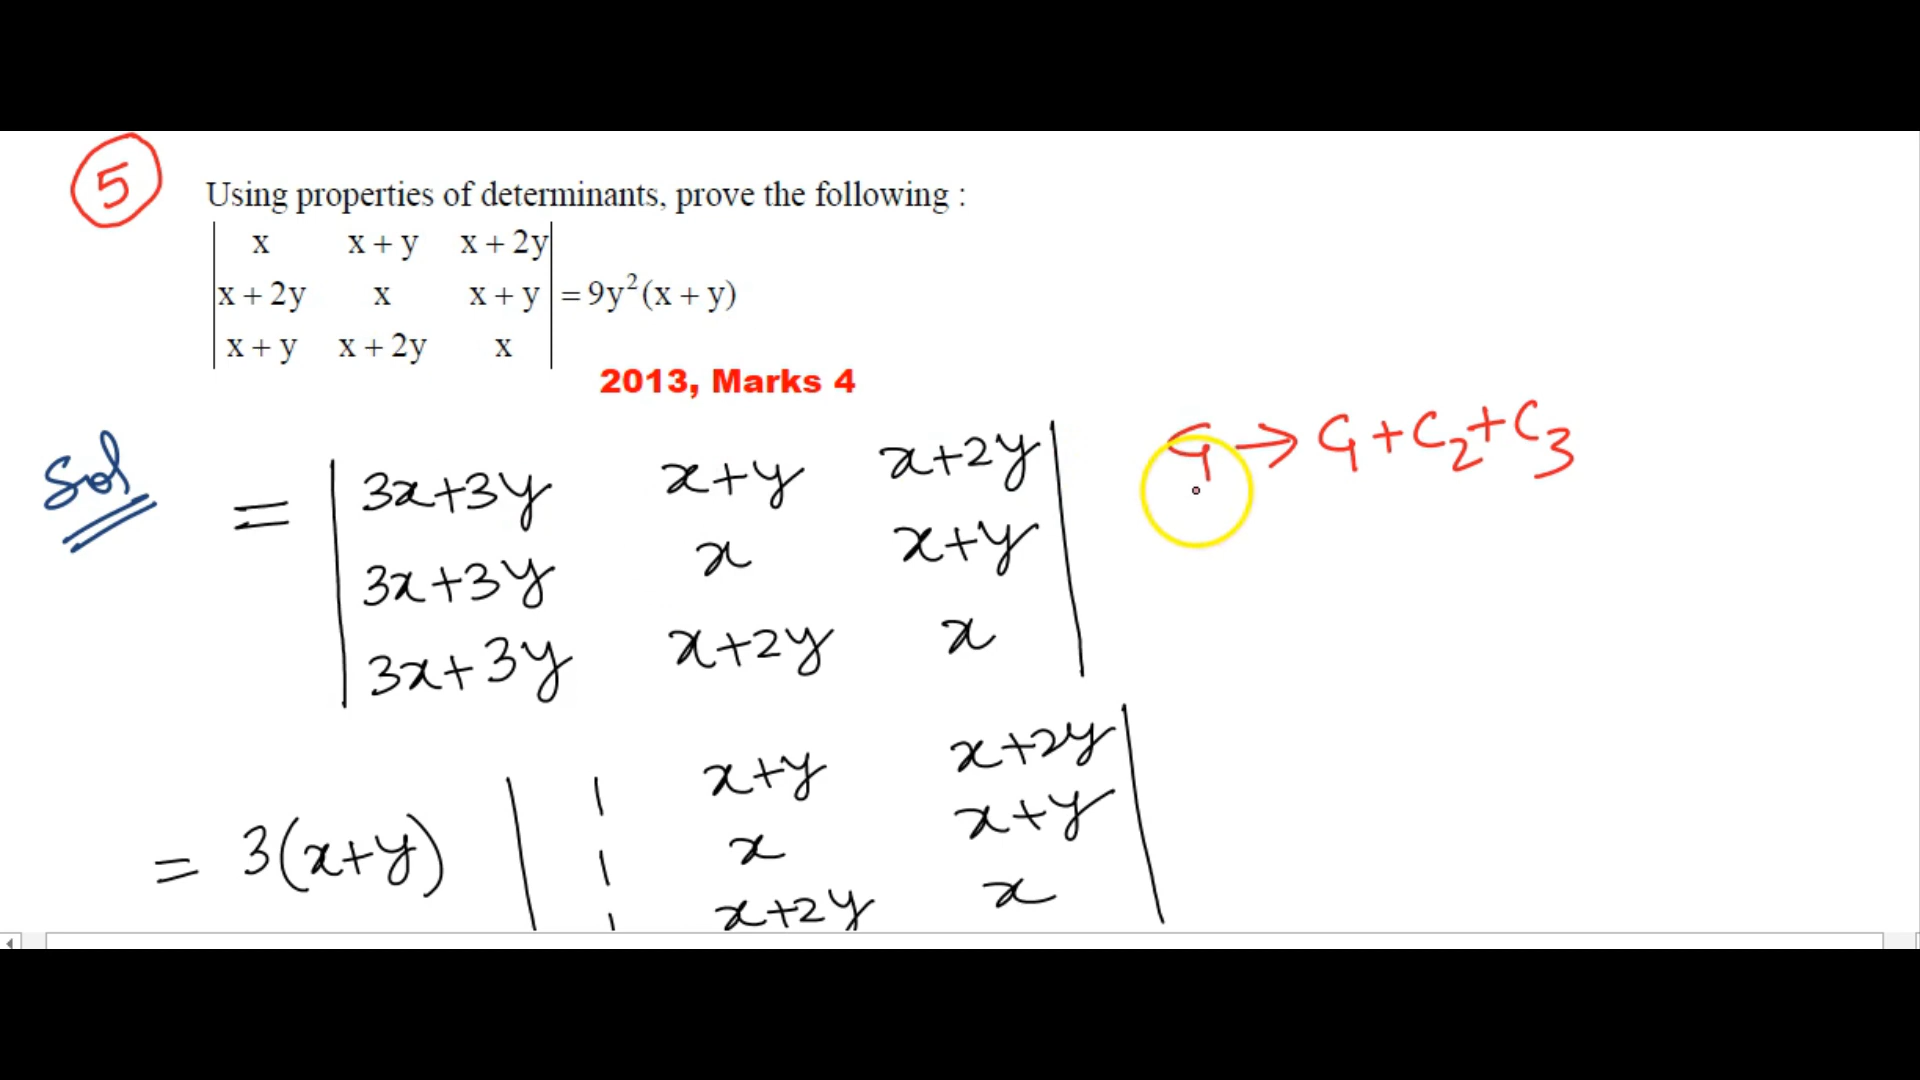 5
Using properties of determinants, prove the following :
| x x + y x + 2y |
| x + 2y x x + y | = 9y²(x + y)
| x + y x + 2y x |
2013, Marks 4
Sol
C₁ → C₁ + C₂ + C₃
| 3x+3y x+y x+2y |
= | 3x+3y x x+y |
| 3x+3y x+2y x |
| 1 x+y x+2y |
= 3(x+y) | 1 x x+y |
| 1 x+2y x |